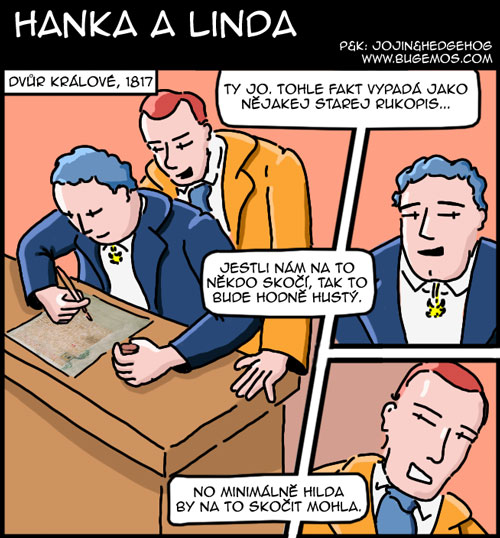 HANKA A LINDA
P&K: JOJIN&HEDGEHOG
WWW.BUGEMOS.COM
DVŮR KRÁLOVÉ, 1817
TY JO. TOHLE FAKT VYPADÁ JAKO
NĚJAKEJ STAREJ RUKOPIS...
JESTLI NÁM NA TO
NĚKDO SKOČÍ, TAK TO
BUDE HODNĚ HUSTÝ.
NO MINIMÁLNĚ HILDA
BY NA TO SKOČIT MOHLA.